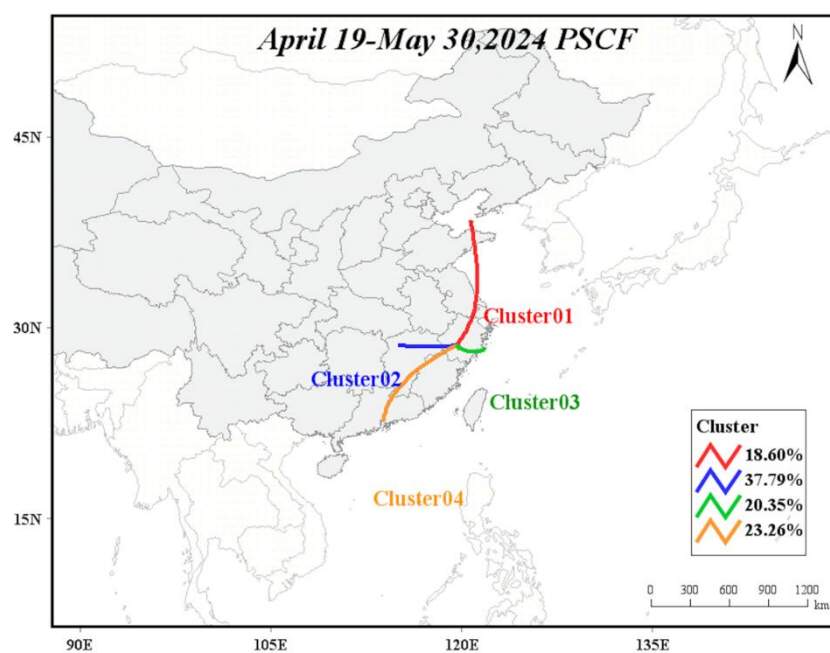 April 19-May 30,2024 PSCF
N
45N
30N
15N
Cluster01
Cluster02
Cluster03
Cluster04
Cluster
18.60%
37.79%
20.35%
23.26%
0 300 600 900 1200
km
90E 105E 120E 135E